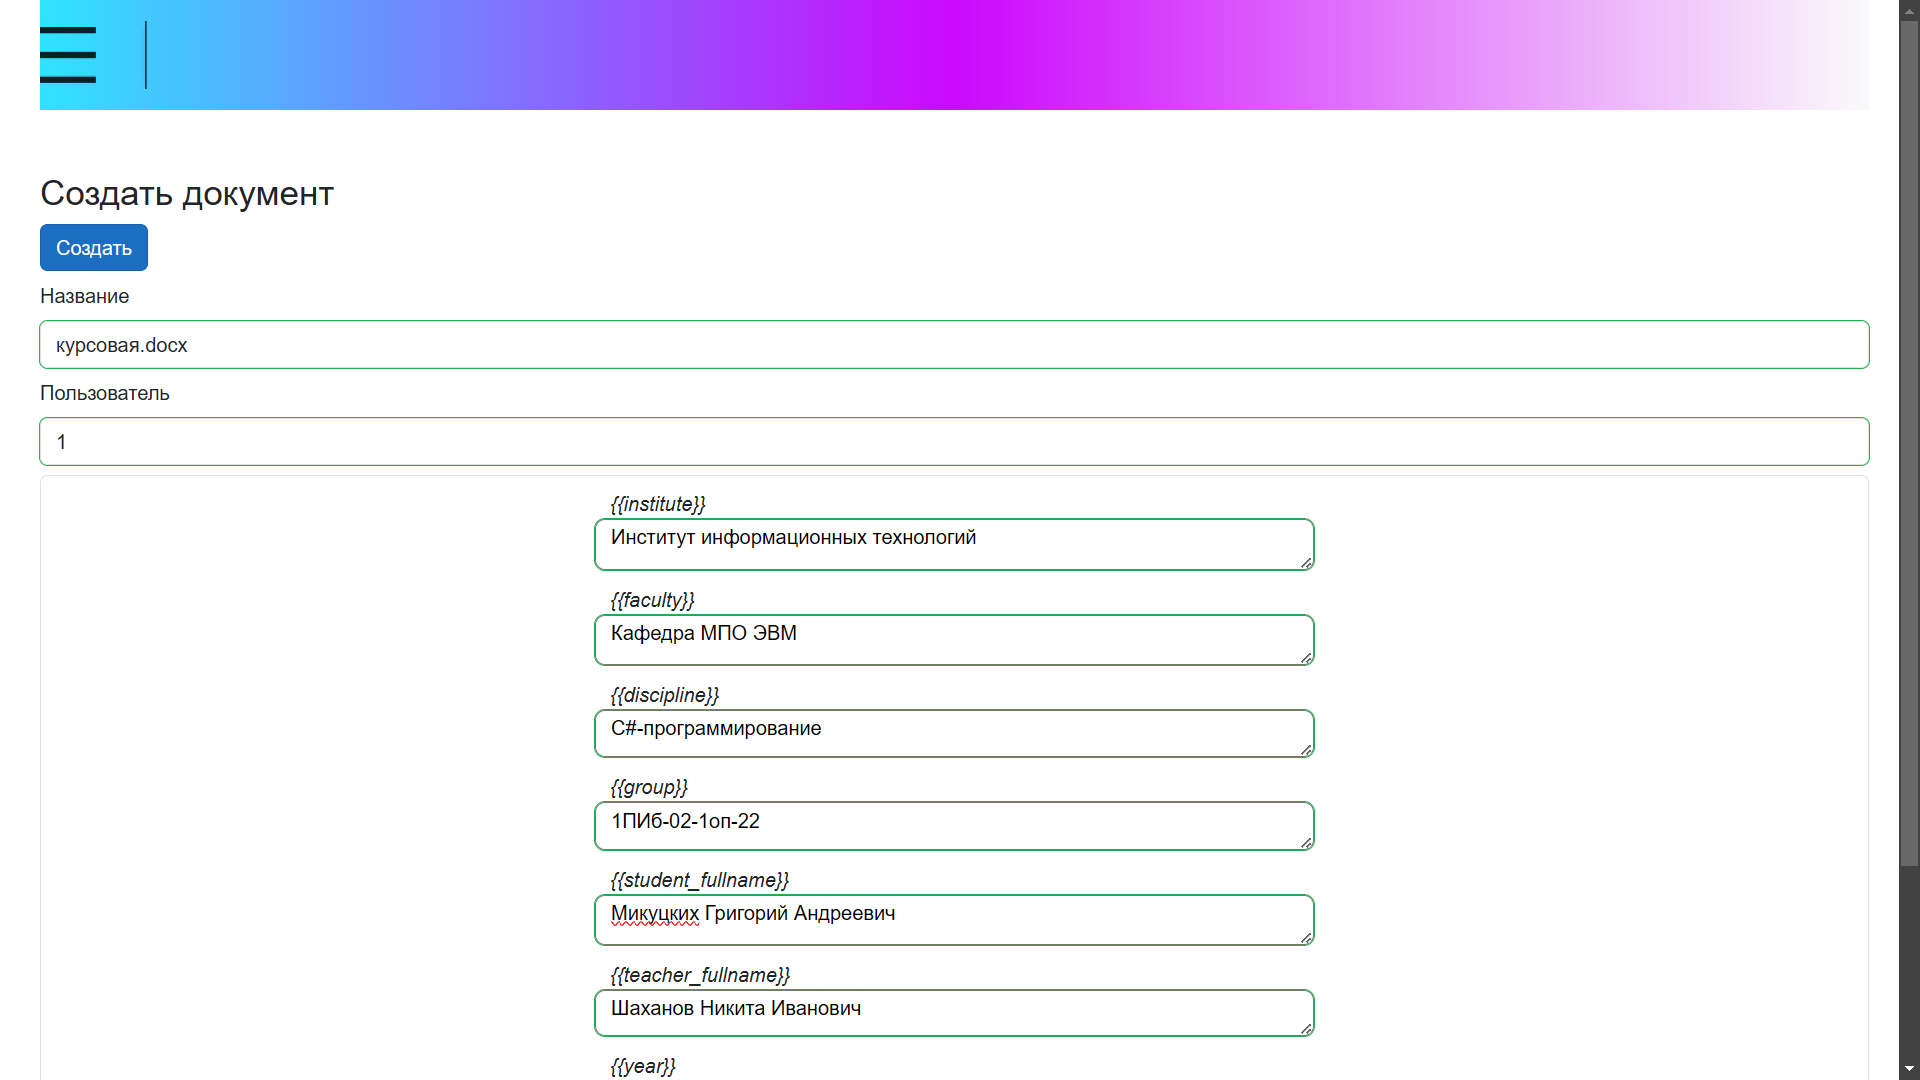 Создать документ
Создать
Название
курсовая.docx
Пользователь
1
{{institute}}
Институт информационных технологий
{{faculty}}
Кафедра МПО ЭВМ
{{discipline}}
C#-программирование
{{group}}
1ПИб-02-1оп-22
{{student_fullname}}
Микуцких Григорий Андреевич
{{teacher_fullname}}
Шаханов Никита Иванович
{{year}}